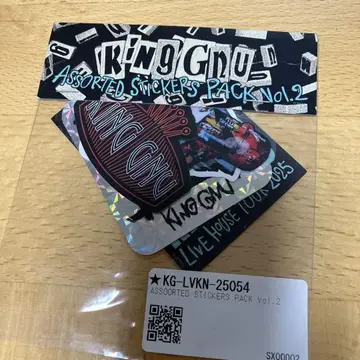 KING GNU
ASSORTED STICKERS PACK VOL.2
KING GNU
KING GNU
LIVE HOUSE TOUR 2025
★KG-LVKN-25054
ASSORTED STICKERS PACK Vol.2
SX00002